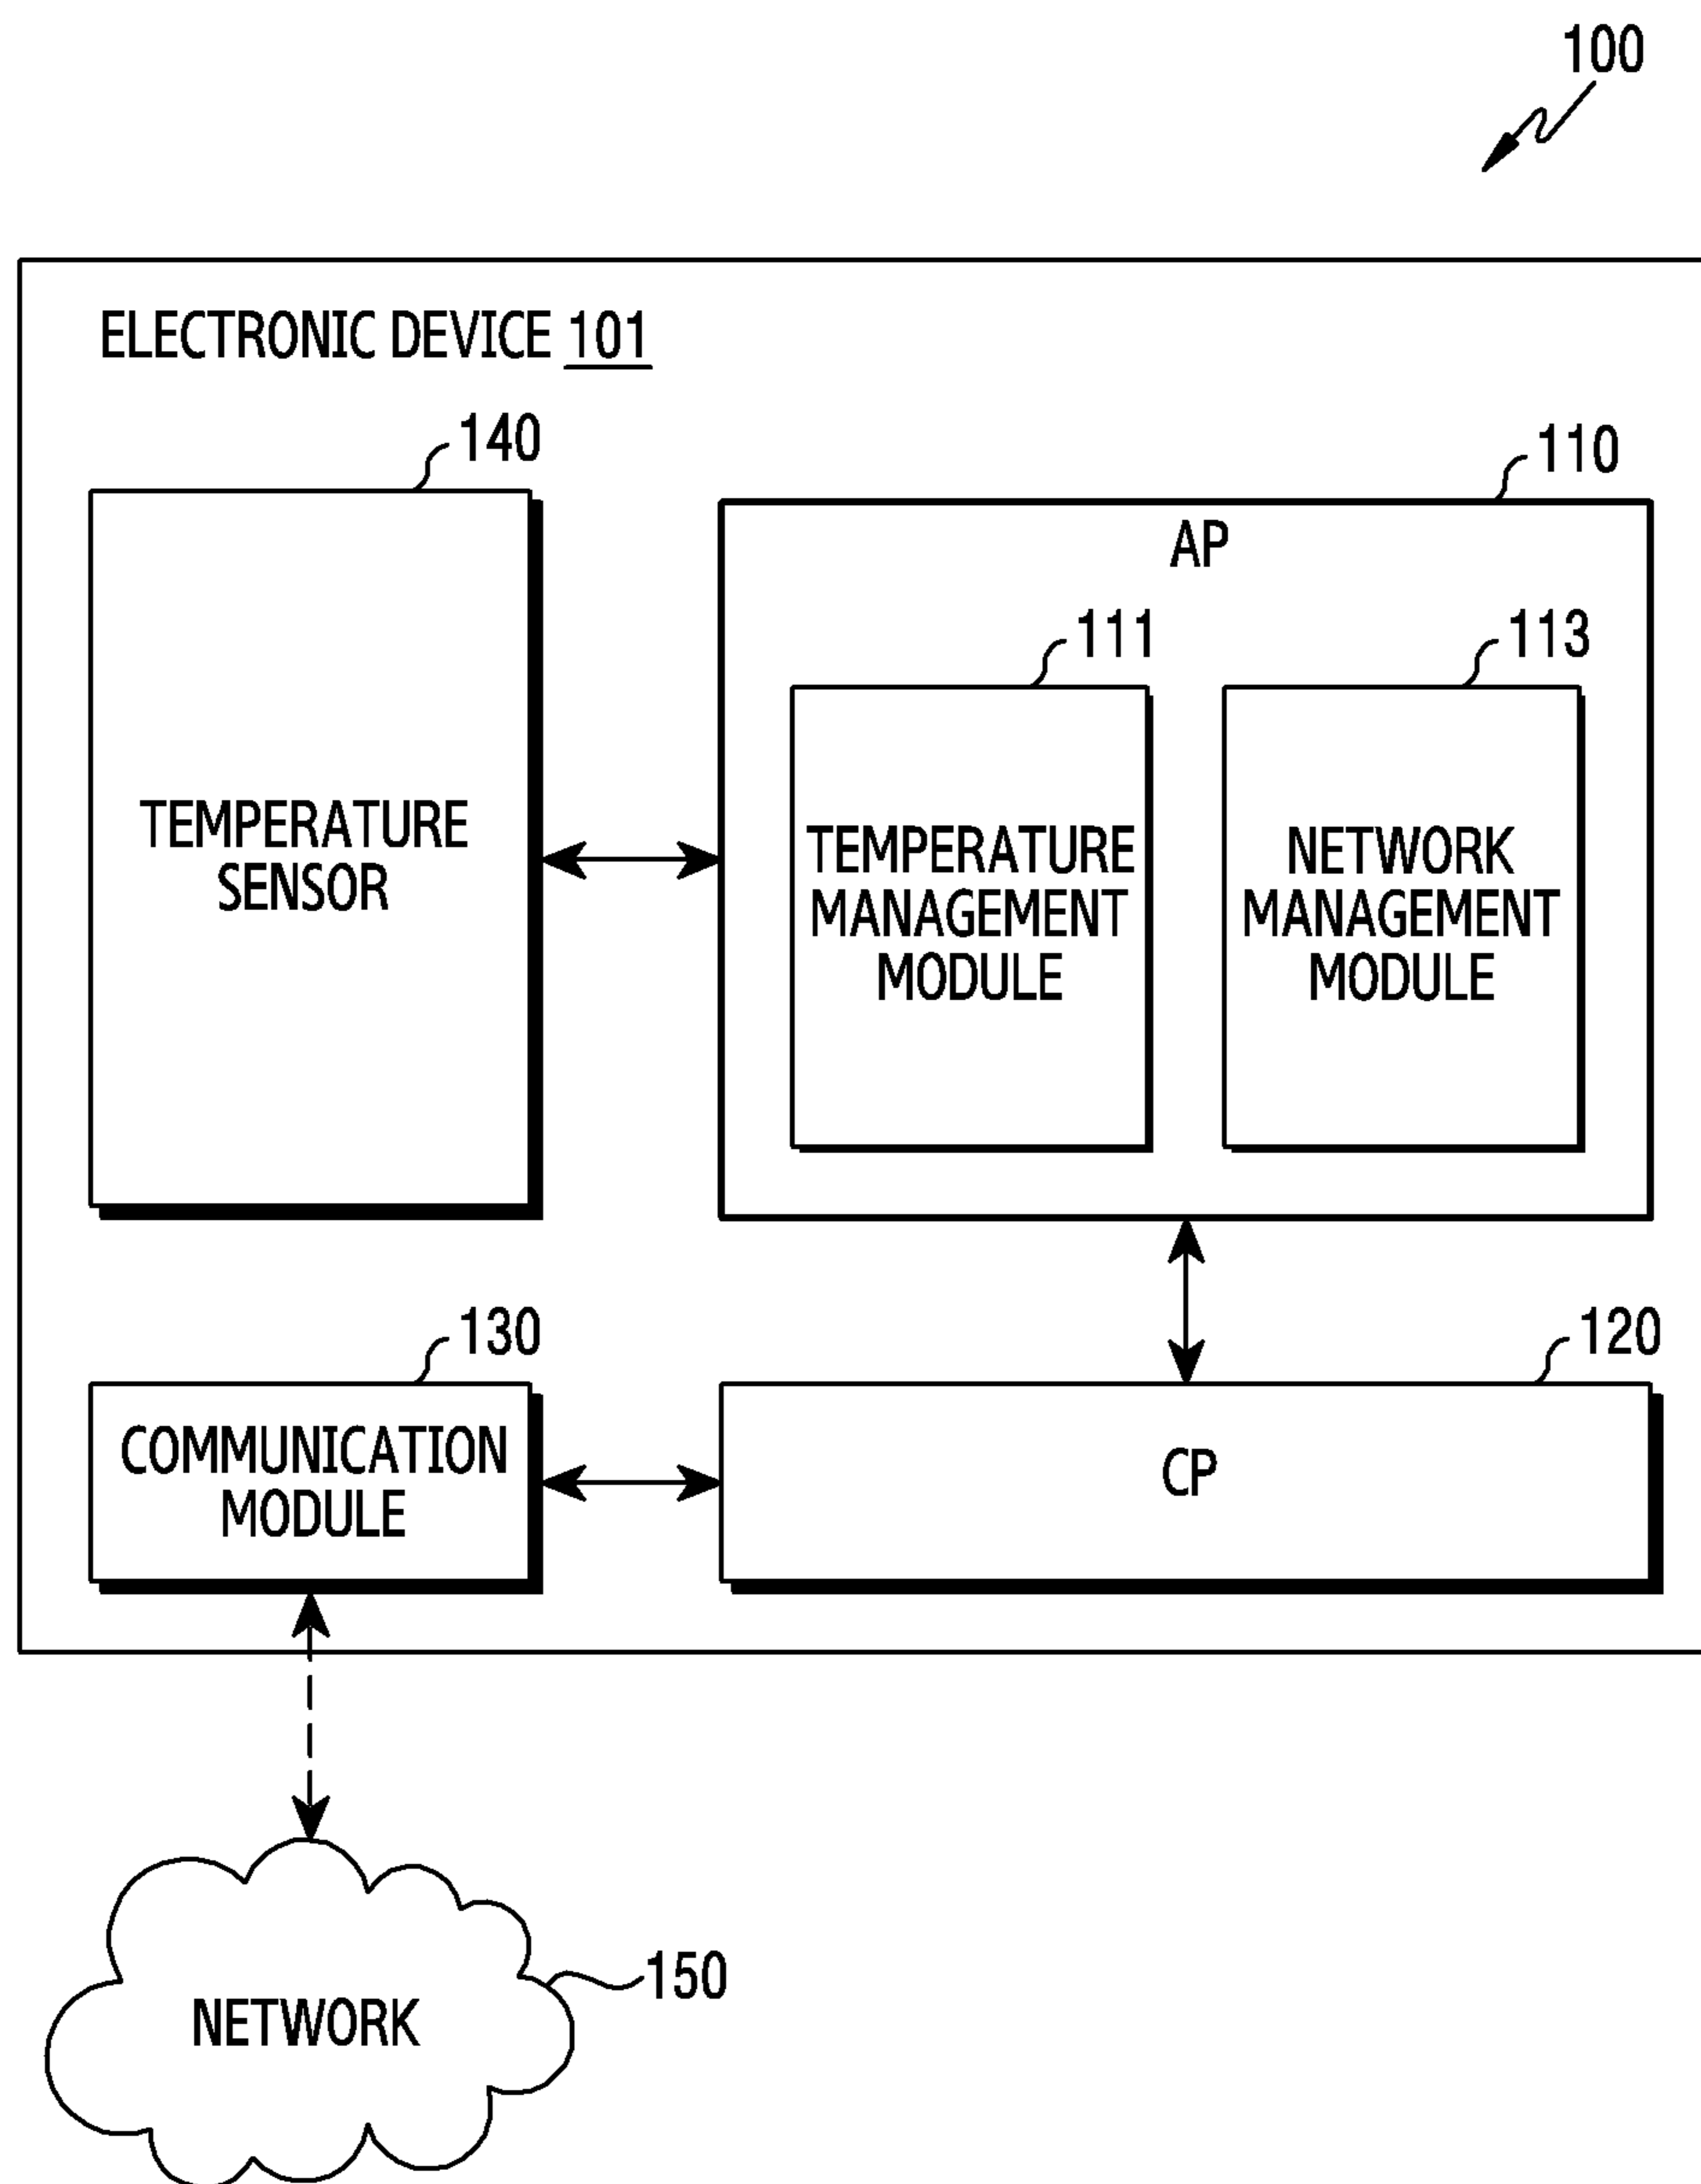 100
ELECTRONIC DEVICE 101
140
110
AP
111
113
TEMPERATURE
SENSOR
TEMPERATURE
MANAGEMENT
MODULE
NETWORK
MANAGEMENT
MODULE
130
120
COMMUNICATION
MODULE
CP
150
NETWORK